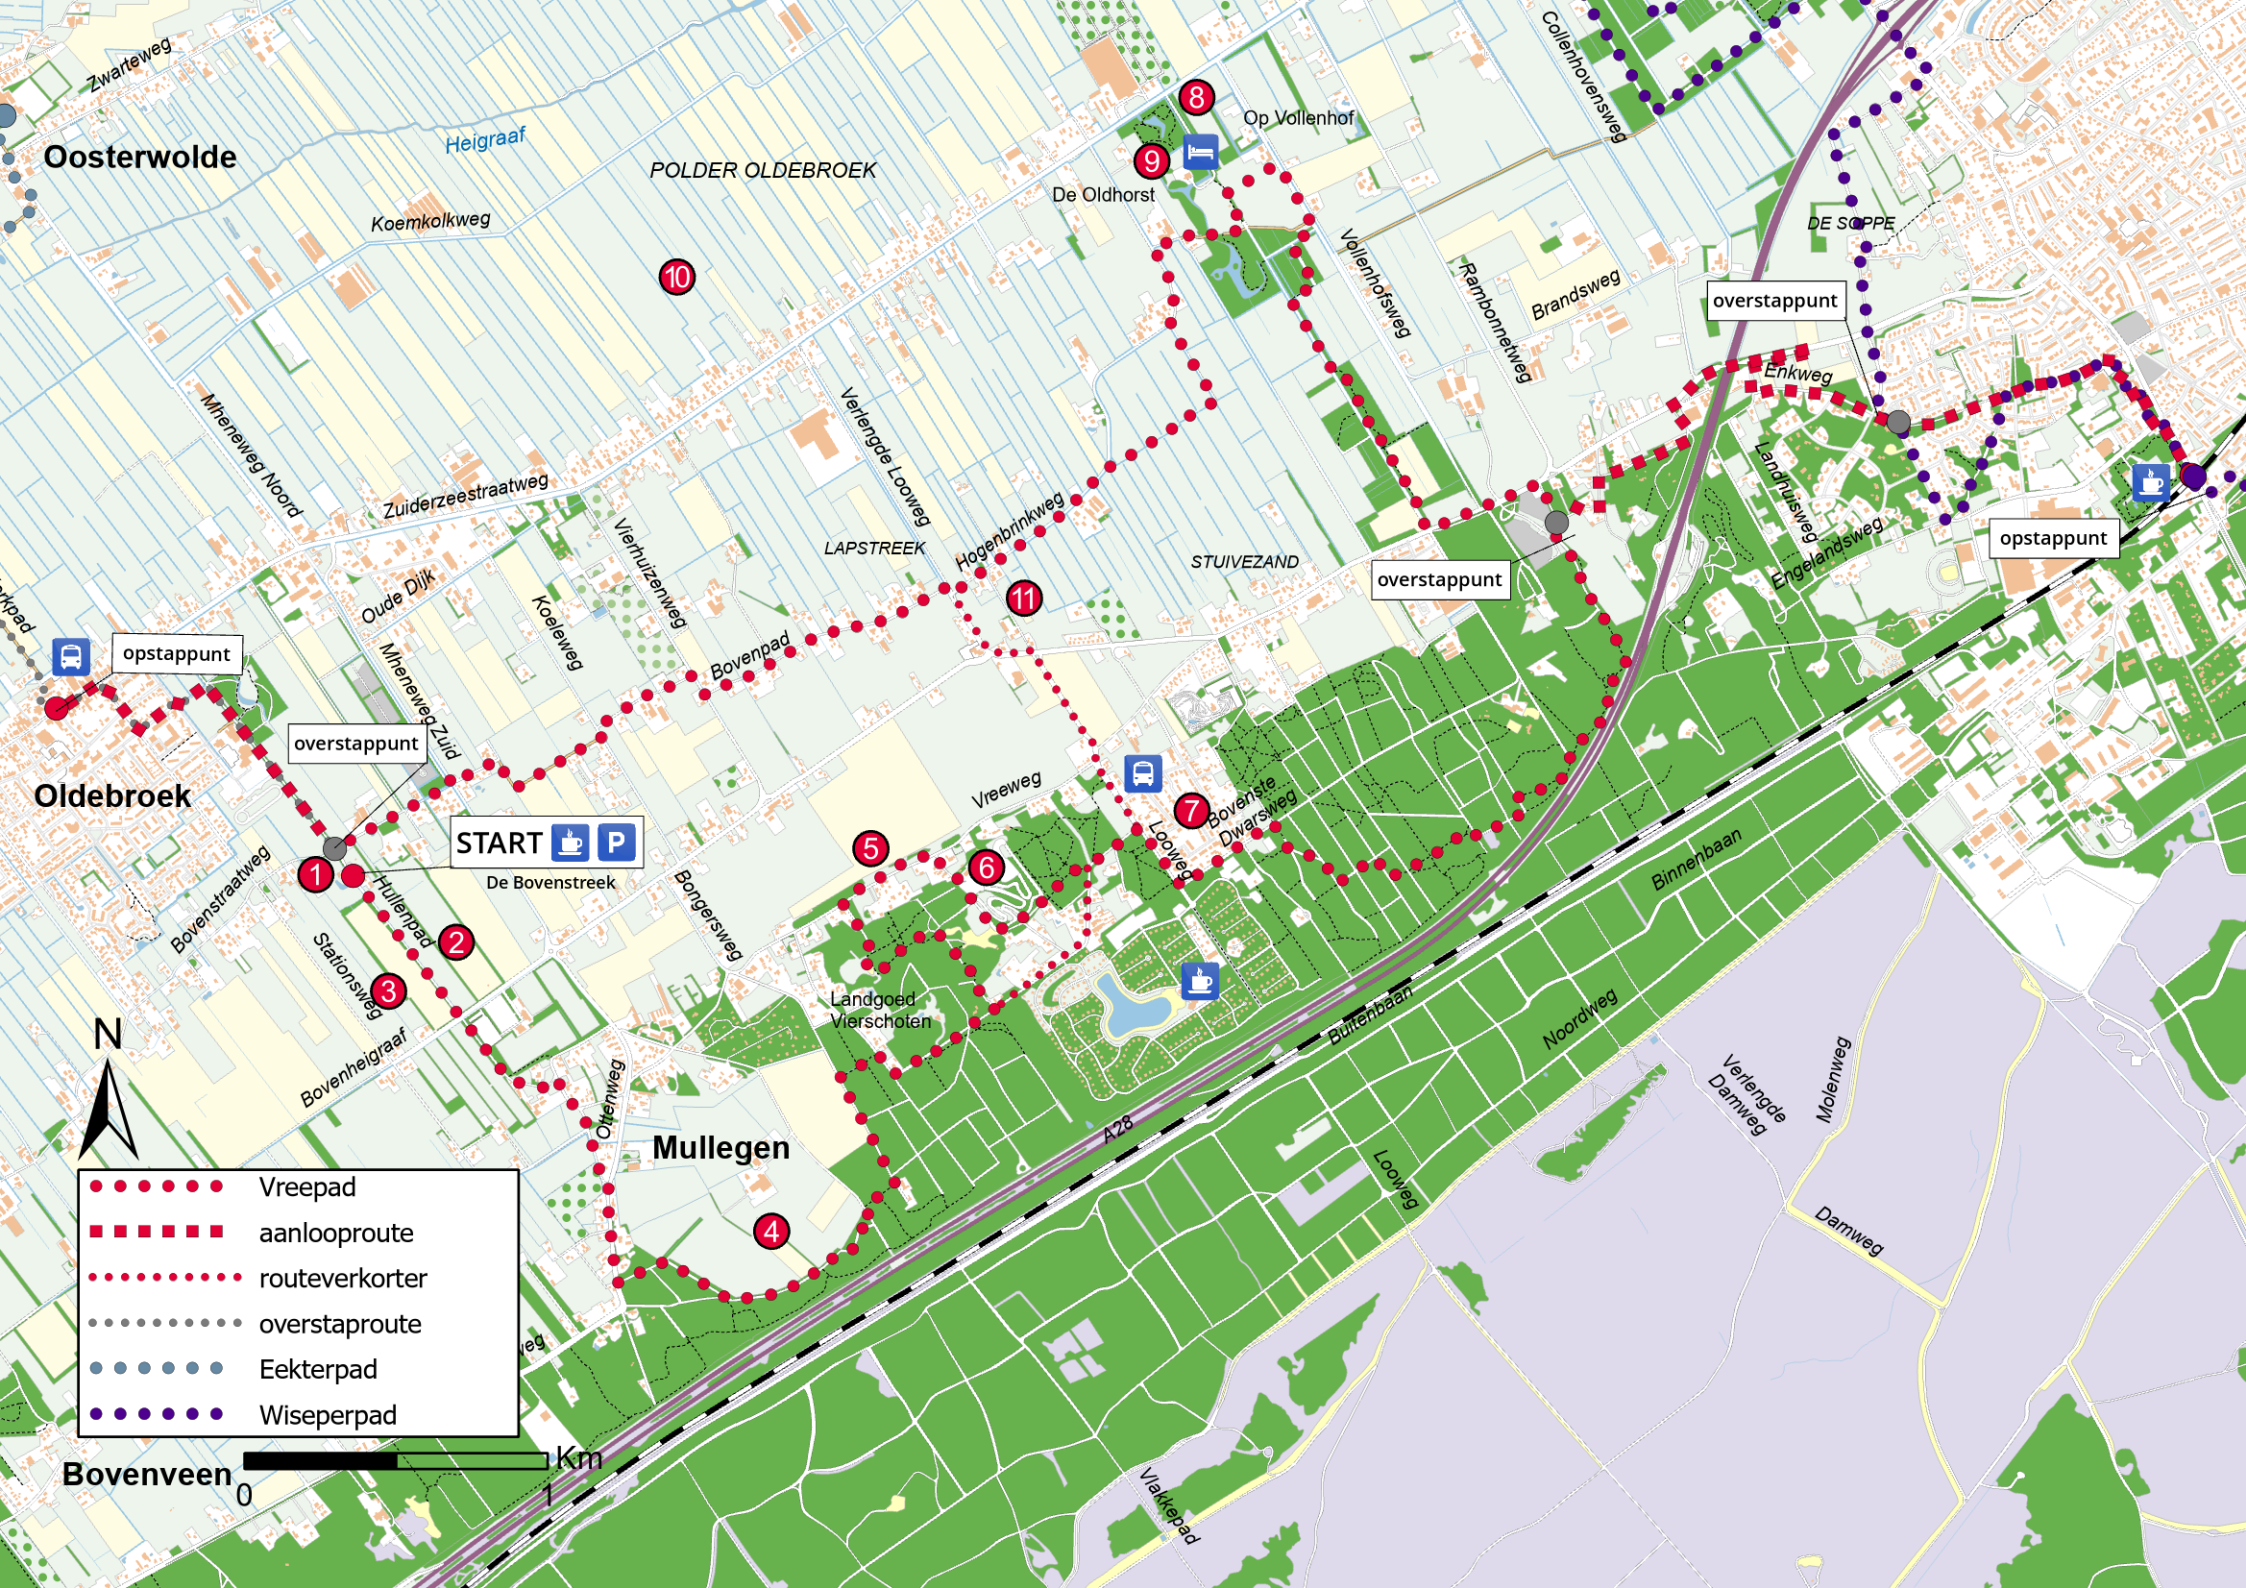 Zwarteweg
Oosterwolde
Heigraaf
POLDER OLDEBROEK
Koemkolkweg
10
8
Op Vollenhof
9
De Oldhorst
Collenhovensweg
DE SOPPE
Vollenhofsweg
Rambonnetweg
Brandsweg
overstappunt
Enkweg
Landhuisweg
Engelandsweg
opstappunt
Mheneweg Noord
Zuiderzeestraatweg
Verlengde Looweg
Oude Dijk
Koeleweg
Vierhuizenweg
LAPSTREEK
Hogenbrinkweg
11
STUIVEZAND
overstappunt
rkpad
opstappunt
Mheneweg Zuid
Bovenpad
overstappunt
Oldebroek
START P
De Bovenstreek
1
Hullenpad
2
3
Bovenstraatweg
Stationsweg
Bovenheigraaf
Bongersweg
Vreeweg
5
6
7
Looweg
Bovenste
Dwarsweg
Landgoed
Vierschoten
Ottenweg
Mullegen
4
A28
Buitenbaan
Binnenbaan
Noordweg
Looweg
Verlengde
Damweg
Molenweg
Damweg
Vlakkepad
N
Vreepad
aanlooproute
routeverkorter
overstaproute
Eekterpad
Wiseperpad
weg
Bovenveen
Km
0
1